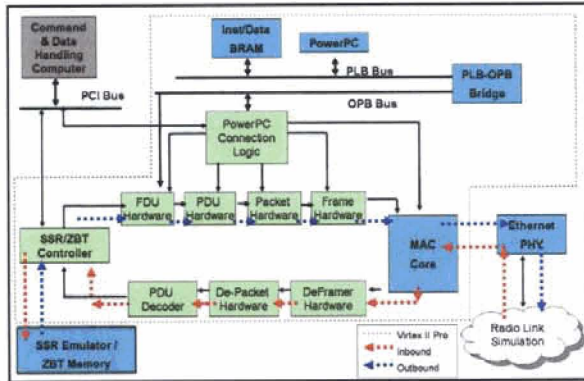 Command
& Data
Handling
Computer
Inst/Data
BRAM
PowerPC
PLB Bus
PLB-OPB
Bridge
PCI Bus
OPB Bus
PowerPC
Connection
Logic
FDU
Hardware
PDU
Hardware
Packet
Hardware
Frame
Hardware
SSR/ZBT
Controller
MAC
Core
Ethernet
PHY
PDU
Decoder
De-Packet
Hardware
DeFramer
Hardware
SSR Emulator /
ZBT Memory
Virtex II Pro
Inbound
Outbound
Radio Link
Simulation